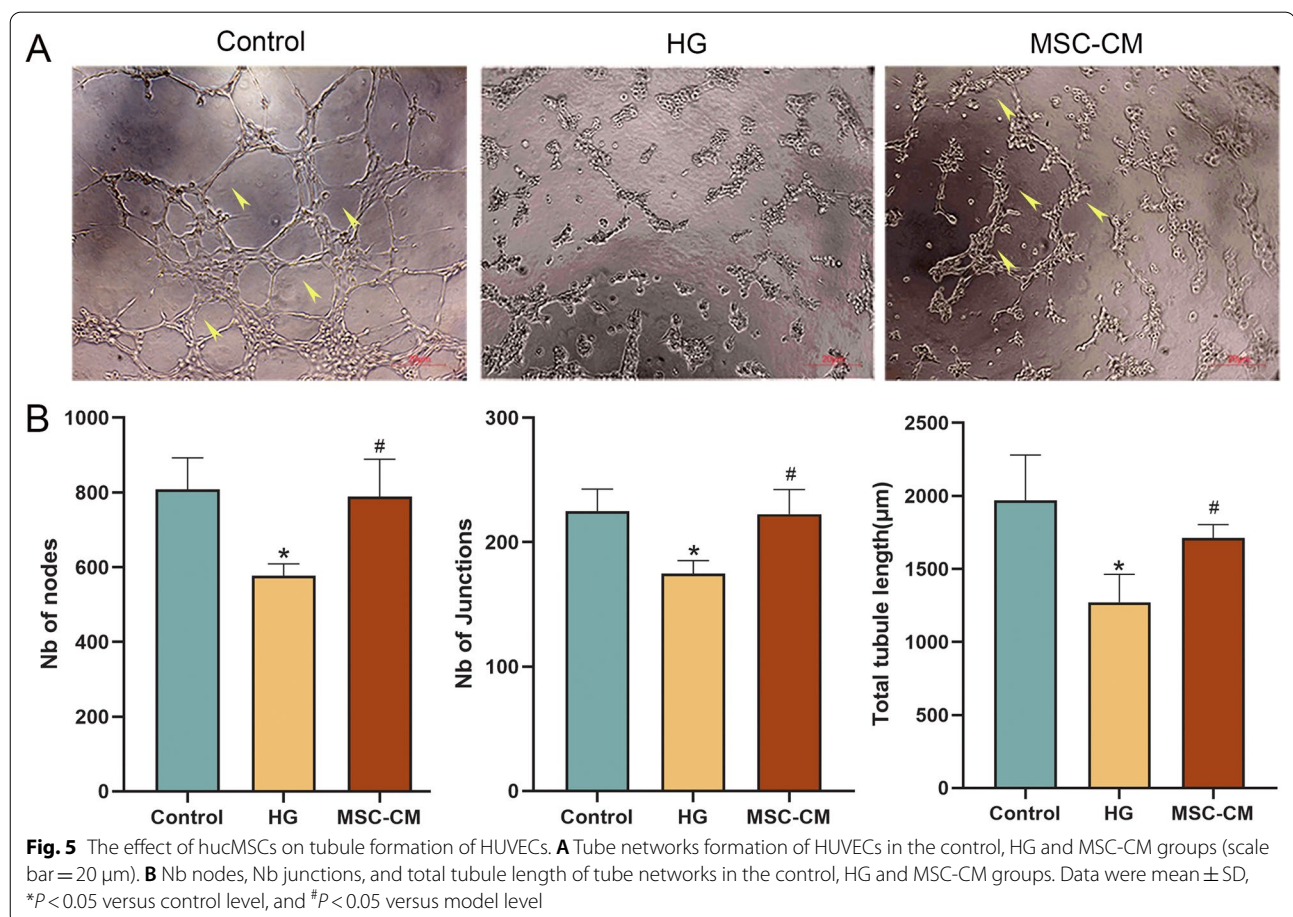 A
Control
HG
MSC-CM
B
Nb of nodes
1000
800
600
400
200
0
*
#
Control
HG
MSC-CM
Nb of Junctions
300
200
100
0
*
#
Control
HG
MSC-CM
Total tubule length(μm)
2500
2000
1500
1000
500
0
*
#
Control
HG
MSC-CM
Fig. 5 The effect of hucMSCs on tubule formation of HUVECs. A Tube networks formation of HUVECs in the control, HG and MSC-CM groups (scale
bar = 20 μm). B Nb nodes, Nb junctions, and total tubule length of tube networks in the control, HG and MSC-CM groups. Data were mean ± SD,
*P < 0.05 versus control level, and #P < 0.05 versus model level